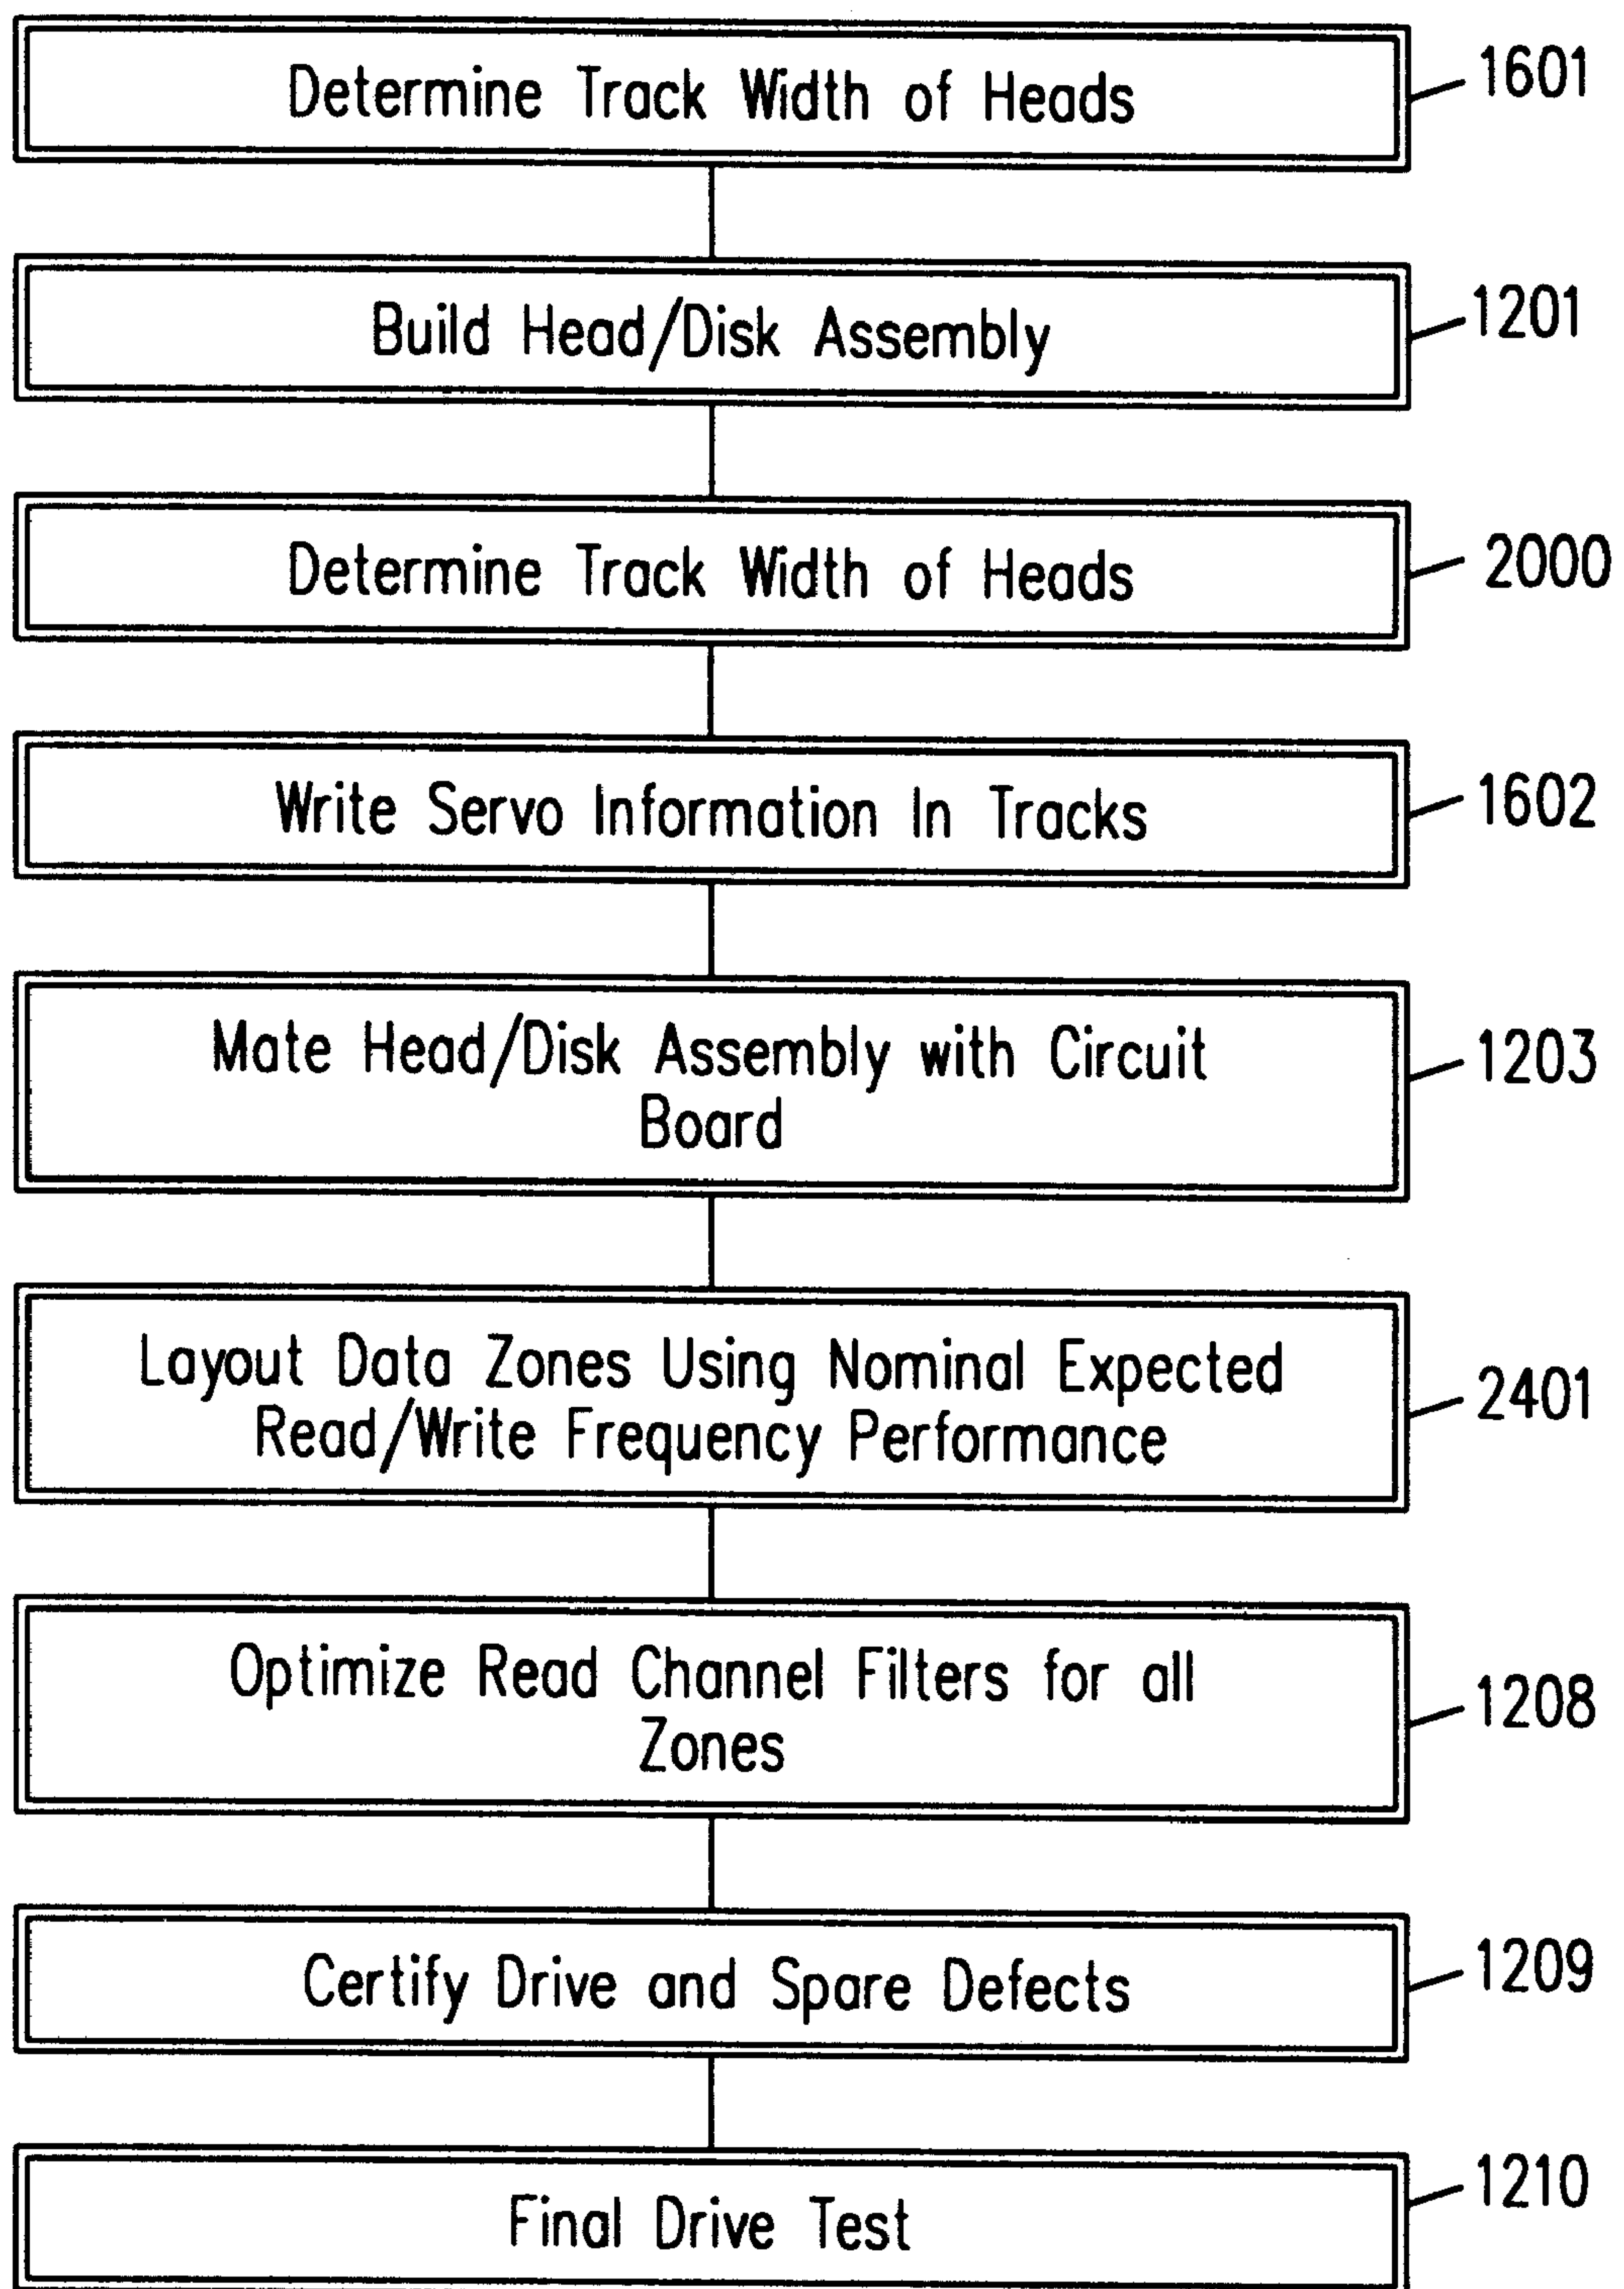 Determine Track Width of Heads
1601
Build Head/Disk Assembly
1201
Determine Track Width of Heads
2000
Write Servo Information In Tracks
1602
Mate Head/Disk Assembly with Circuit
Board
1203
Layout Data Zones Using Nominal Expected
Read/Write Frequency Performance
2401
Optimize Read Channel Filters for all
Zones
1208
Certify Drive and Spare Defects
1209
Final Drive Test
1210